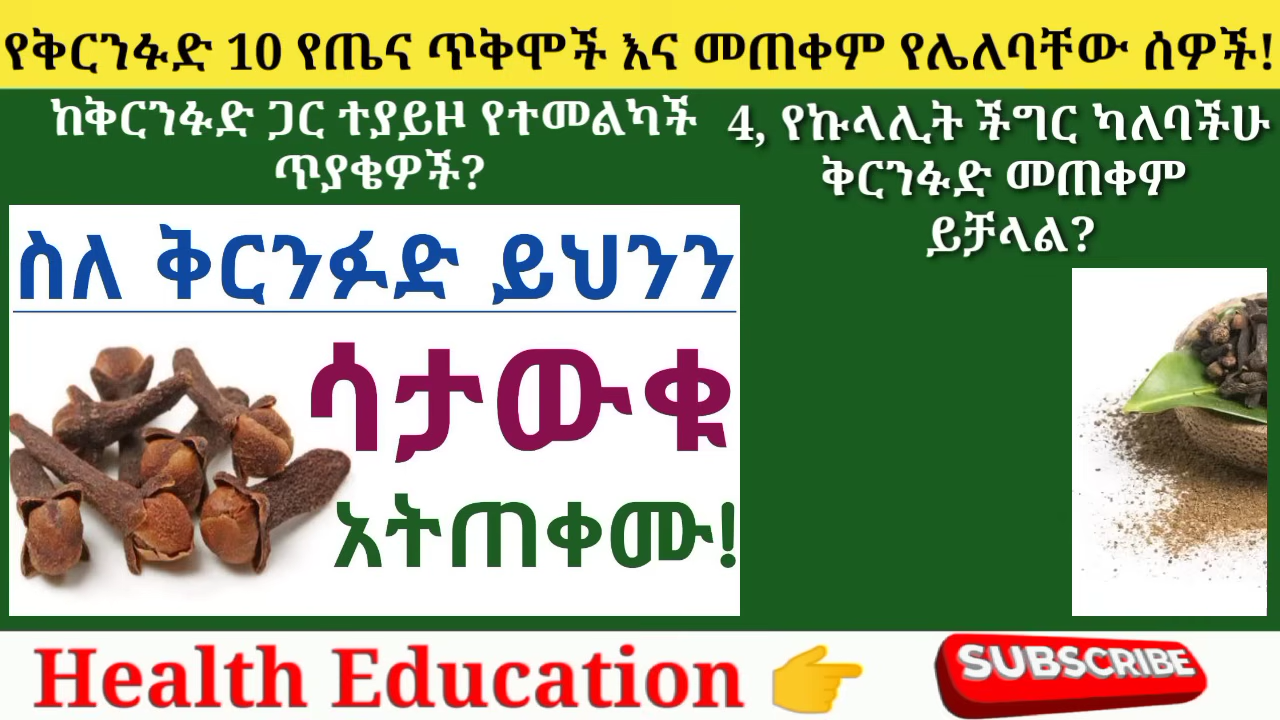 የቅርንፉድ 10 የጤና ጥቅሞች እና መጠቀም የሌለባቸው ሰዎች!
ከቅርንፉድ ጋር ተያይዞ የተመልካች
ጥያቄዎች?
4, የኩላሊት ችግር ካለባችሁ
ቅርንፉድ መጠቀም
ይቻላል?
ስለ ቅርንፉድ ይህንን
ሳታውቁ
አትጠቀሙ!
Health Education
SUBSCRIBE